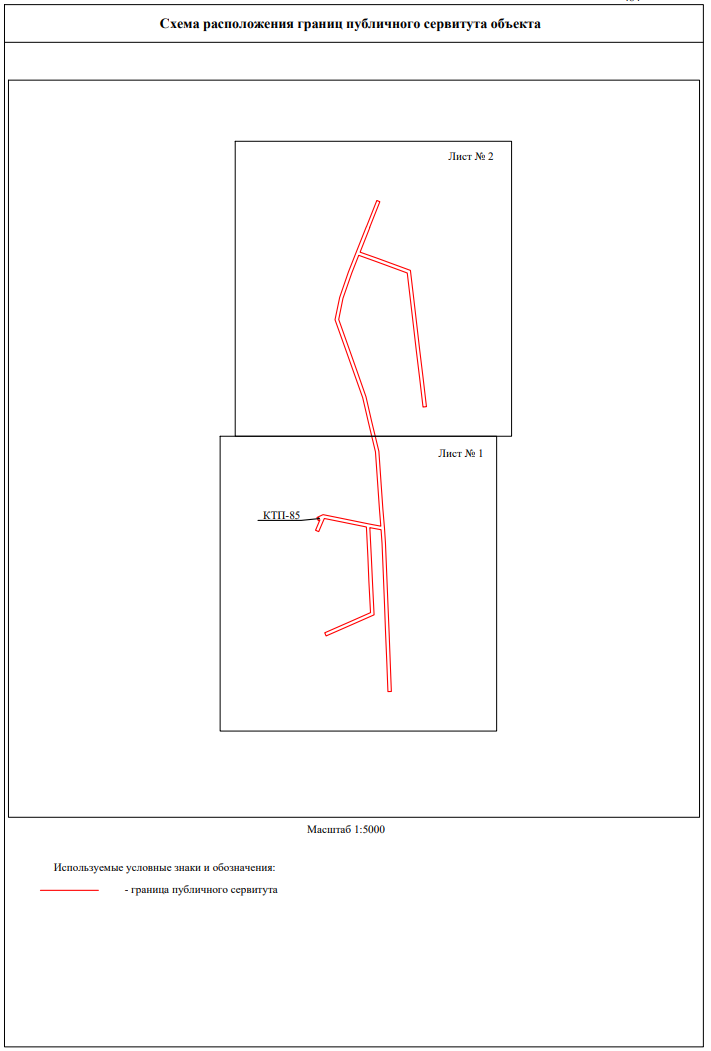 Схема расположения границ публичного сервитута объекта
Лист № 2
Лист № 1
КТП-85
Масштаб 1:5000
Используемые условные знаки и обозначения:
- граница публичного сервитута